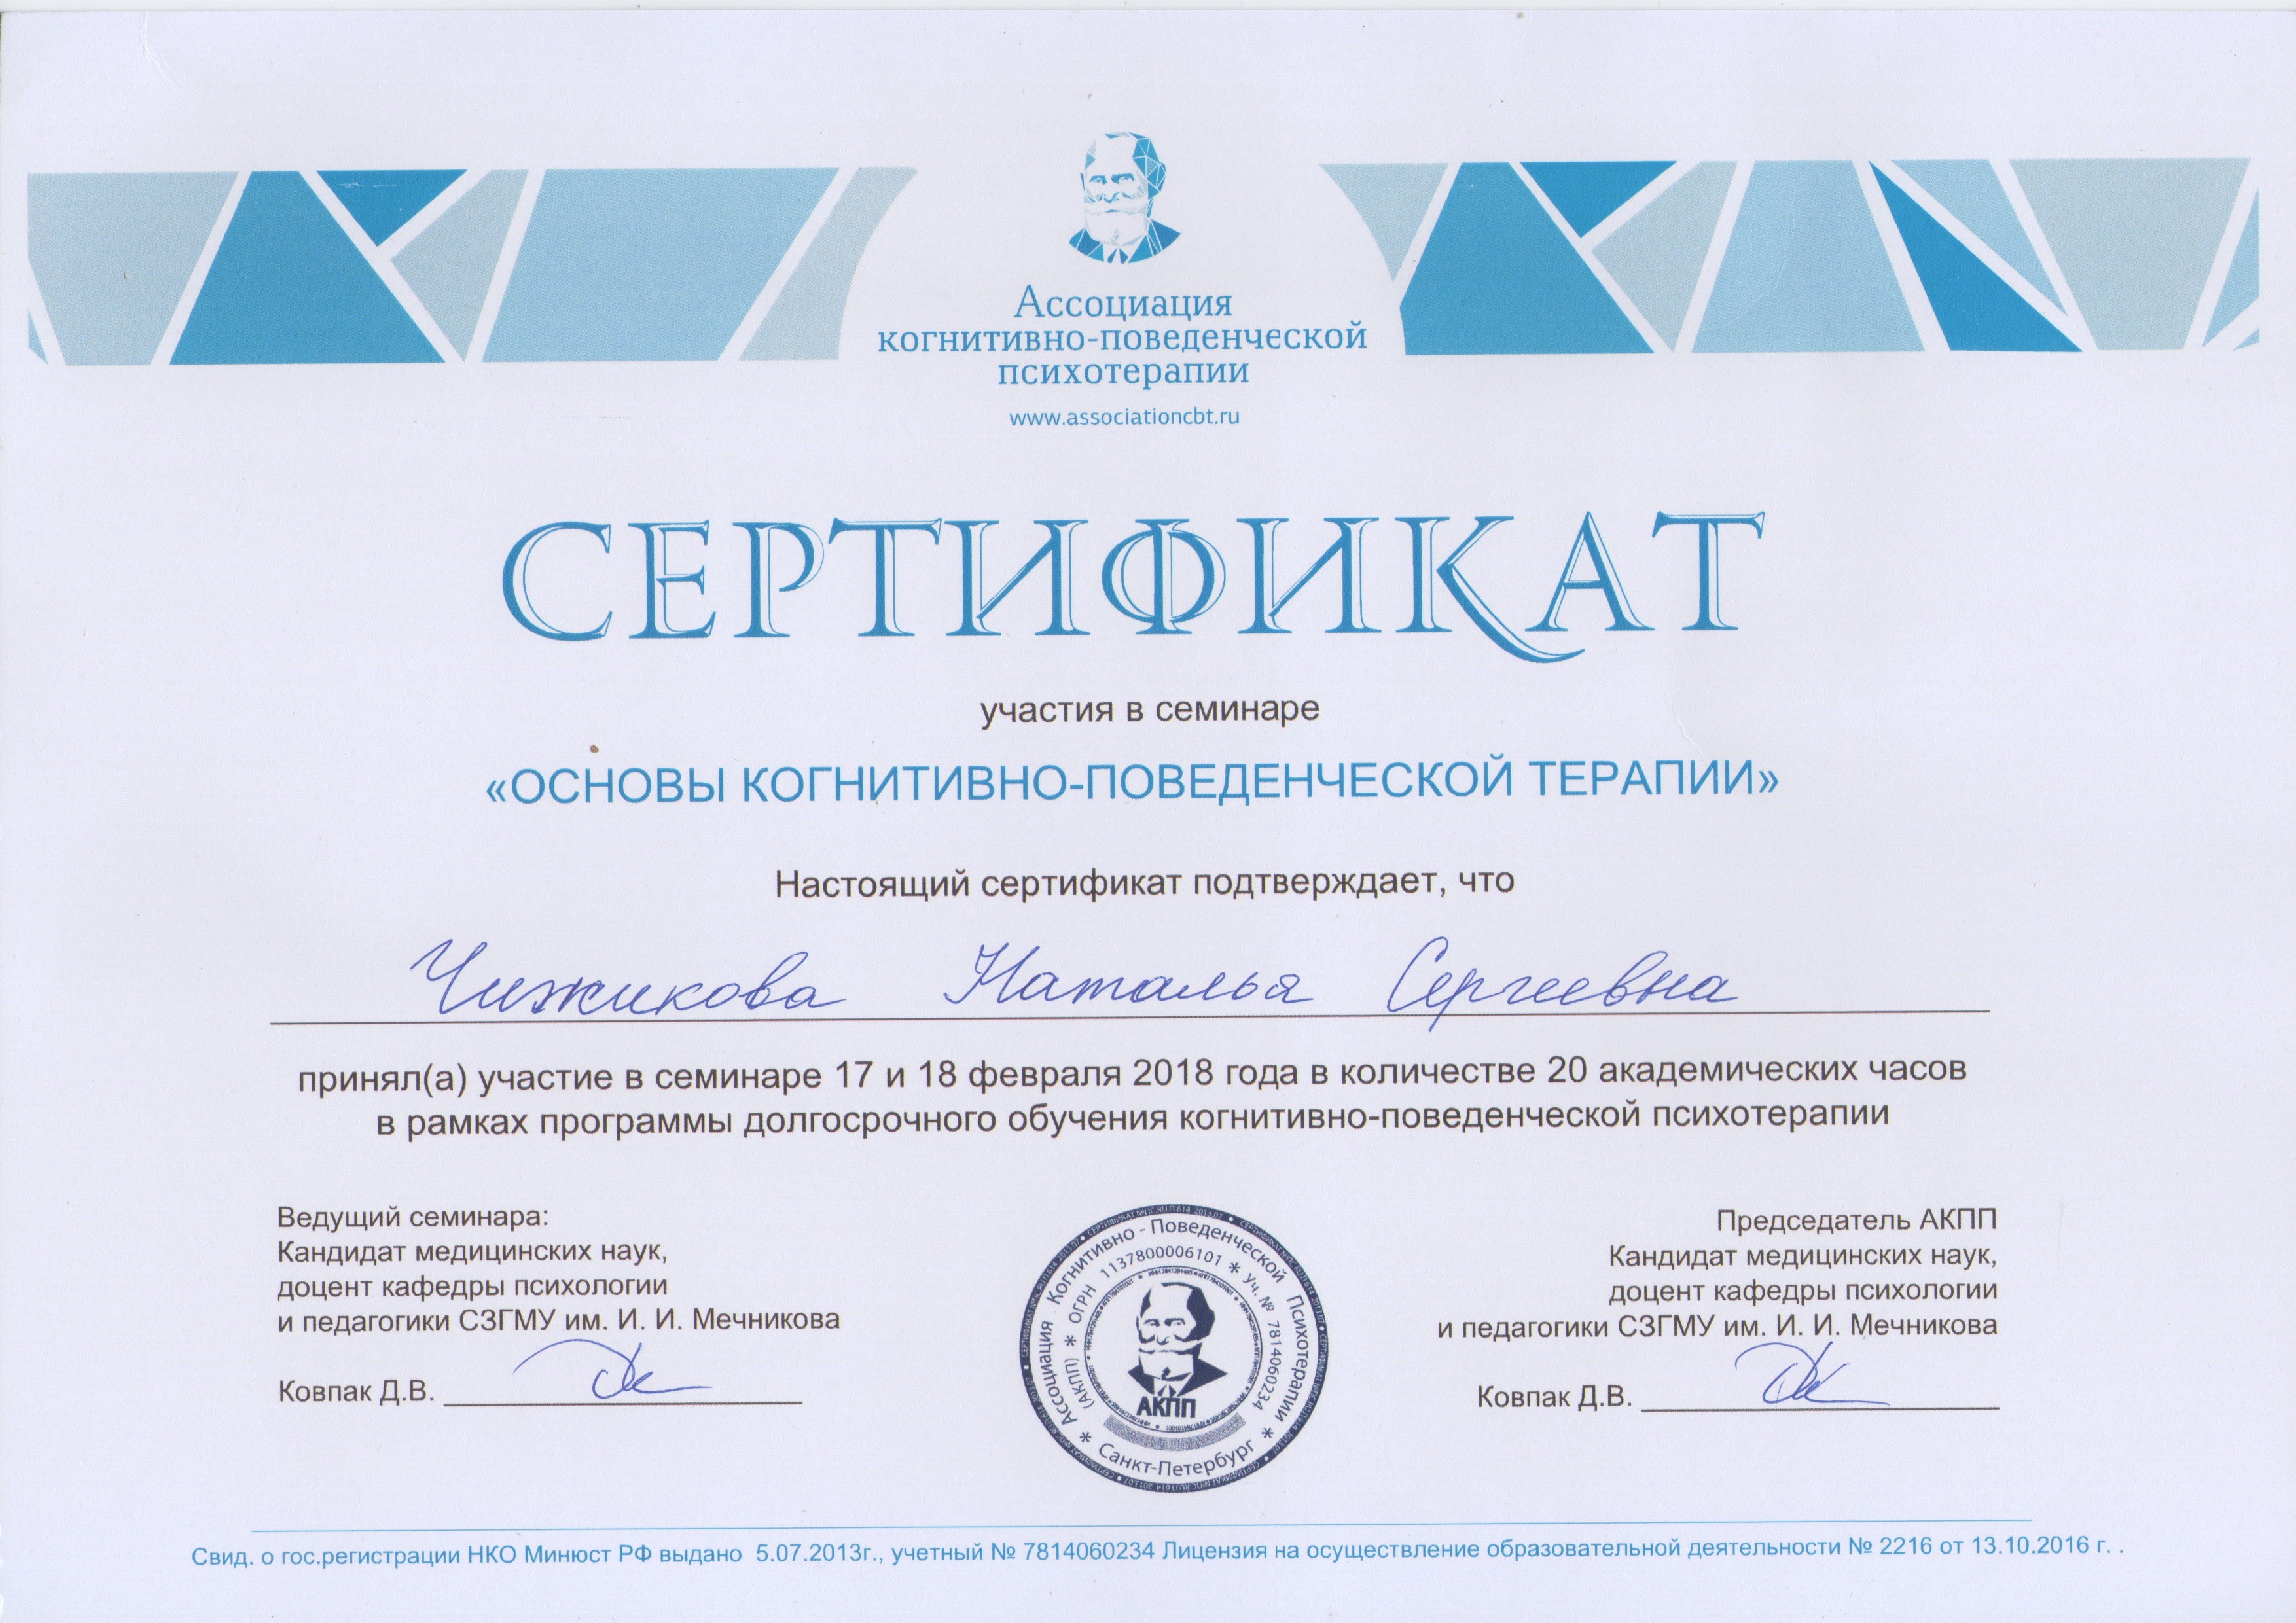 Ассоциация
когнитивно-поведенческой
психотерапии
www.associationcbt.ru
СЕРТИФИКАТ
участия в семинаре
«ОСНОВЫ КОГНИТИВНО-ПОВЕДЕНЧЕСКОЙ ТЕРАПИИ»
Настоящий сертификат подтверждает, что
Чижикова Наталья Сергеевна
принял(а) участие в семинаре 17 и 18 февраля 2018 года в количестве 20 академических часов
в рамках программы долгосрочного обучения когнитивно-поведенческой психотерапии
Ведущий семинара:
Кандидат медицинских наук,
доцент кафедры психологии
и педагогики СЗГМУ им. И. И. Мечникова
Ковпак Д.В.
Ассоциация Когнитивно - Поведенческой Психотерапии
(АКПП) * ОГРН 1137800006101 * Уч. № 7814060234
АКПП
* Санкт-Петербург *
Председатель АКПП
Кандидат медицинских наук,
доцент кафедры психологии
и педагогики СЗГМУ им. И. И. Мечникова
Ковпак Д.В.
Свид. о гос.регистрации НКО Минюст РФ выдано 5.07.2013г., учетный № 7814060234 Лицензия на осуществление образовательной деятельности № 2216 от 13.10.2016 г. .